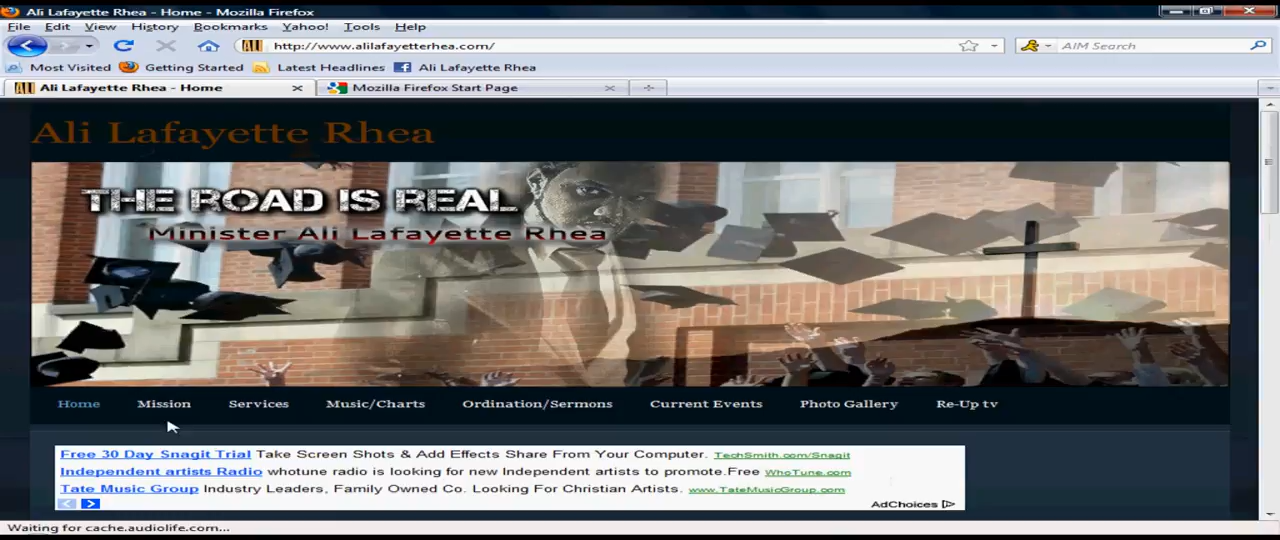 Ali Lafayette Rhea - Home - Mozilla Firefox
File Edit View History Bookmarks Yahoo! Tools Help
http://www.alilafayetterhea.com/ AIM Search
Most Visited Getting Started Latest Headlines Ali Lafayette Rhea
Ali Lafayette Rhea - Home Mozilla Firefox Start Page
Ali Lafayette Rhea
THE ROAD IS REAL
Minister Ali Lafayette Rhea
Home Mission Services Music/Charts Ordination/Sermons Current Events Photo Gallery Re-Up tv
Free 30 Day Snagit Trial Take Screen Shots & Add Effects Share From Your Computer. TechSmith.com/Snagit
Independent artists Radio whotune radio is looking for new Independent artists to promote.Free WhoTune.com
Tate Music Group Industry Leaders, Family Owned Co. Looking For Christian Artists. www.TateMusicGroup.com
AdChoices
Waiting for cache.audiolife.com...